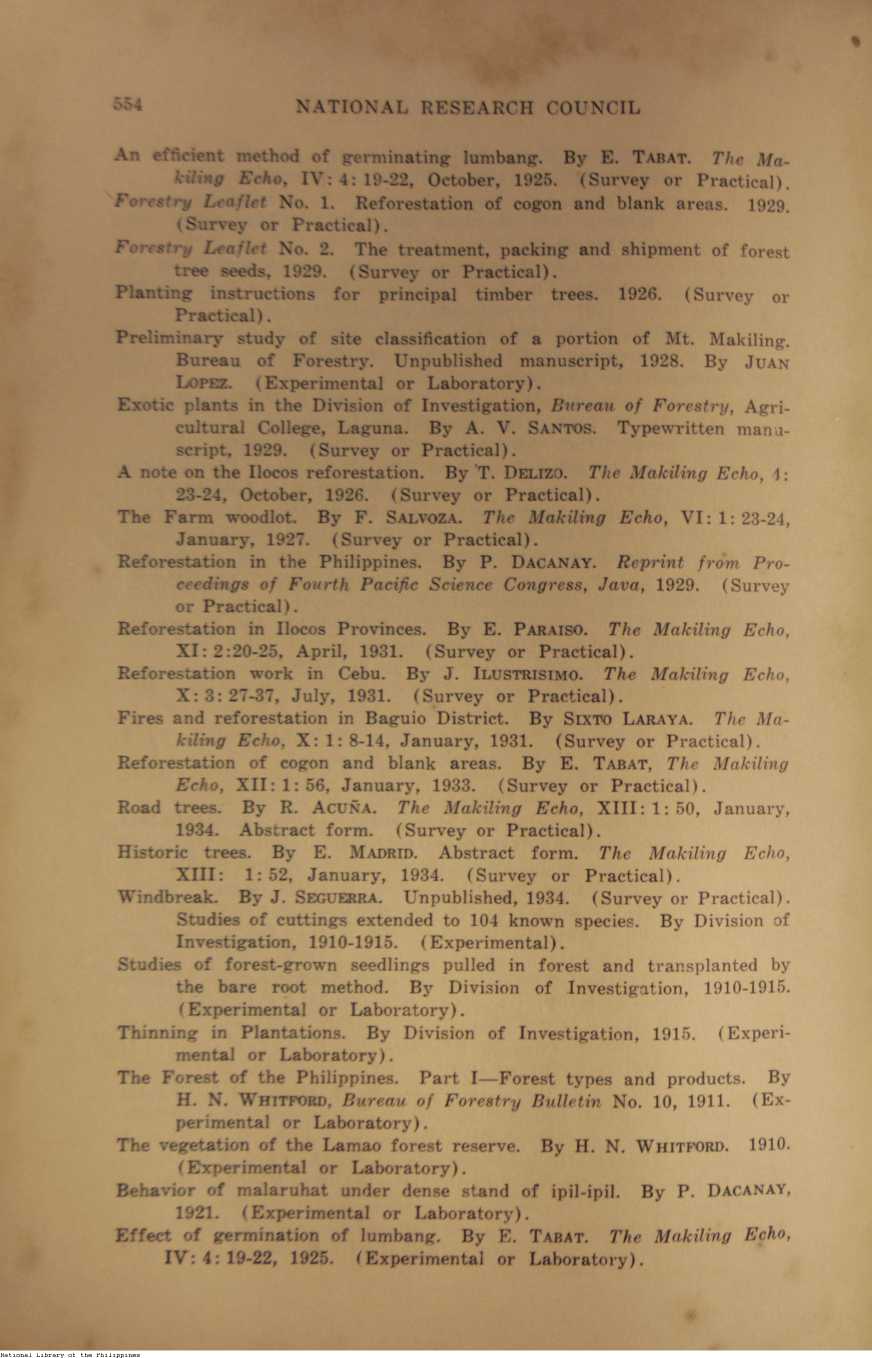 554 NATIONAL RESEARCH COUNCIL
An efficient method of germinating lumbang. By E. TABAT. The Ma-
kiling Echo, IV: 4: 19-22, October, 1925. (Survey or Practical).
Forestry Leaflet No. 1. Reforestation of cogon and blank areas. 1929.
(Survey or Practical).
Forestry Leaflet No. 2. The treatment, packing and shipment of forest
tree seeds, 1929. (Survey or Practical).
Planting instructions for principal timber trees. 1926. (Survey or
Practical).
Preliminary study of site classification of a portion of Mt. Makiling.
Bureau of Forestry. Unpublished manuscript, 1928. By JUAN
LOPEZ. (Experimental or Laboratory).
Exotic plants in the Division of Investigation, Bureau of Forestry, Agri-
cultural College, Laguna. By A. V. SANTOS. Typewritten manu-
script, 1929. (Survey or Practical).
A note on the Ilocos reforestation. By T. DELIZO. The Makiling Echo, 4:
23-24, October, 1926. (Survey or Practical).
The Farm woodlot. By F. SALVOZA. The Makiling Echo, VI: 1: 23-24,
January, 1927. (Survey or Practical).
Reforestation in the Philippines. By P. DACANAY. Reprint from Pro-
ceedings of Fourth Pacific Science Congress, Java, 1929. (Survey
or Practical).
Reforestation in Ilocos Provinces. By E. PARAISO. The Makiling Echo,
XI: 2:20-25, April, 1931. (Survey or Practical).
Reforestation work in Cebu. By J. ILUSTRISIMO. The Makiling Echo,
X: 3: 27-37, July, 1931. (Survey or Practical).
Fires and reforestation in Baguio District. By SIXTO LARAYA. The Ma-
kiling Echo, X: 1: 8-14, January, 1931. (Survey or Practical).
Reforestation of cogon and blank areas. By E. TABAT, The Makiling
Echo, XII: 1: 56, January, 1933. (Survey or Practical).
Road trees. By R. ACUÑA. The Makiling Echo, XIII: 1: 50, January,
1934. Abstract form. (Survey or Practical).
Historic trees. By E. MADRID. Abstract form. The Makiling Echo,
XIII: 1: 52, January, 1934. (Survey or Practical).
Windbreak. By J. SEGUERRA. Unpublished, 1934. (Survey or Practical).
Studies of cuttings extended to 104 known species. By Division of
Investigation, 1910-1915. (Experimental).
Studies of forest-grown seedlings pulled in forest and transplanted by
the bare root method. By Division of Investigation, 1910-1915.
(Experimental or Laboratory).
Thinning in Plantations. By Division of Investigation, 1915. (Experi-
mental or Laboratory).
The Forest of the Philippines. Part I—Forest types and products. By
H. N. WHITFORD, Bureau of Forestry Bulletin No. 10, 1911. (Ex-
perimental or Laboratory).
The vegetation of the Lamao forest reserve. By H. N. WHITFORD. 1910.
(Experimental or Laboratory).
Behavior of malaruhat under dense stand of ipil-ipil. By P. DACANAY,
1921. (Experimental or Laboratory).
Effect of germination of lumbang. By E. TABAT. The Makiling Echo,
IV: 4: 19-22, 1925. (Experimental or Laboratory).
National Library of the Philippines